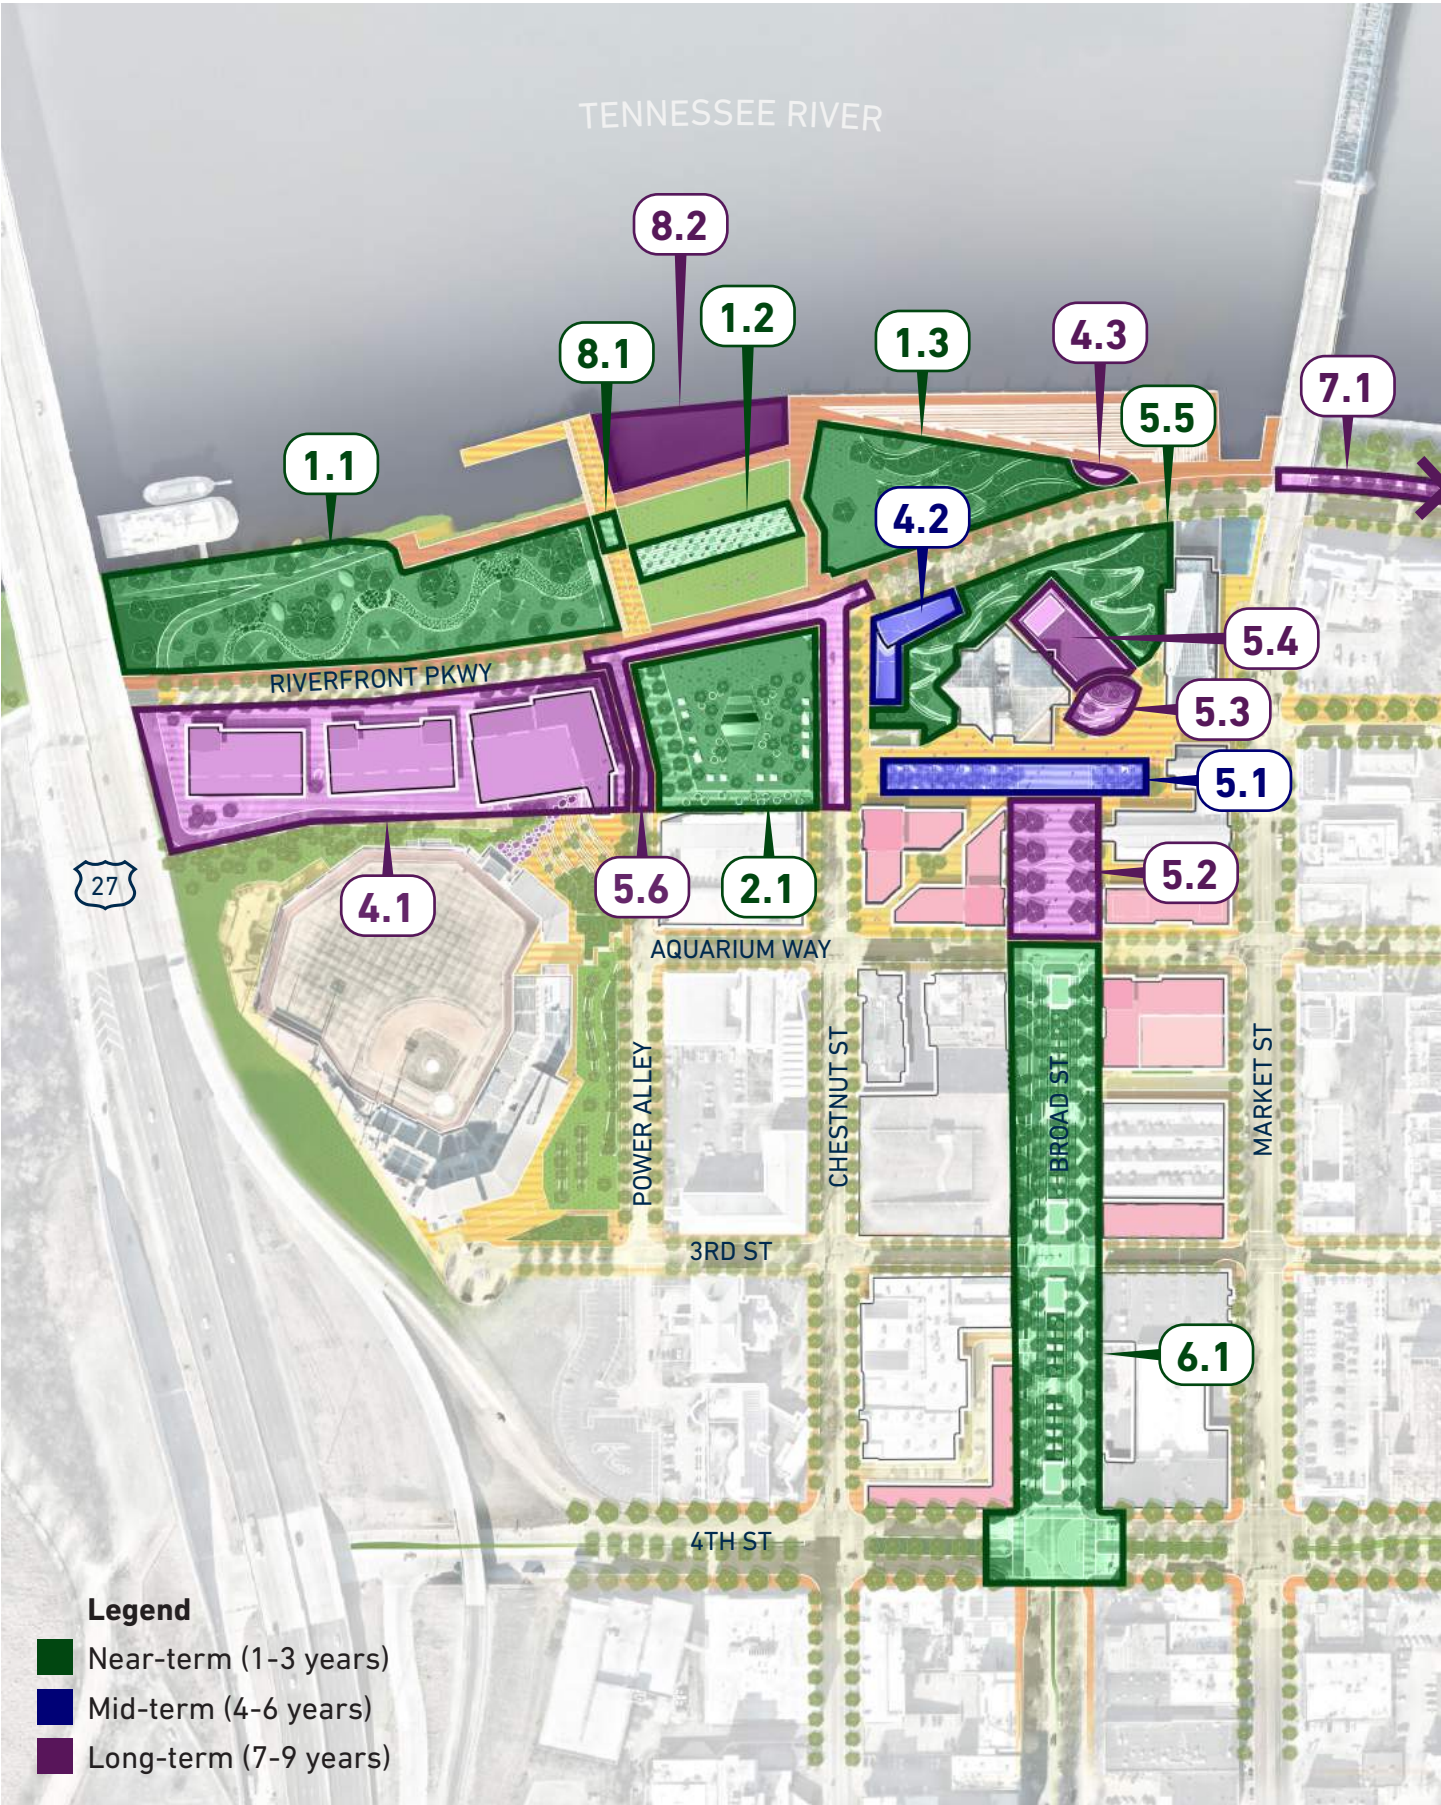 TENNESSEE RIVER
8.2
1.2
8.1
1.3
4.3
7.1
5.5
1.1
4.2
5.4
RIVERFRONT PKWY
5.3
5.1
5.2
27
4.1
5.6
2.1
AQUARIUM WAY
POWER ALLEY
CHESTNUT ST
BROAD ST
MARKET ST
3RD ST
6.1
4TH ST
Legend
Near-term (1-3 years)
Mid-term (4-6 years)
Long-term (7-9 years)